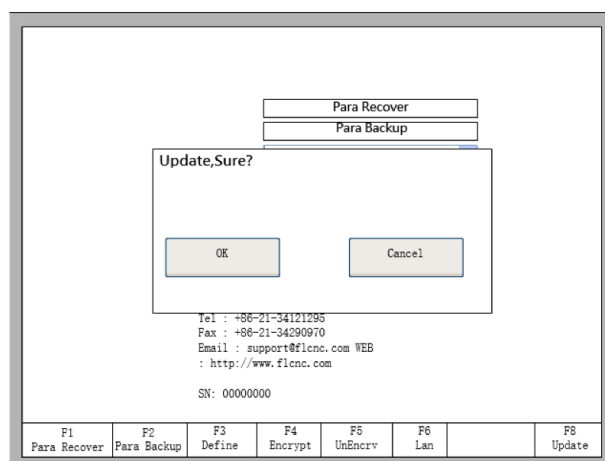 Para Recover
Para Backup
Update,Sure?
OK
Cancel
Tel : +86-21-34121295
Fax : +86-21-34290970
Email : support@flcnc.com WEB
: http://www.flcnc.com
SN: 00000000
F1 F2 F3 F4 F5 F6 F8
Para Recover Para Backup Define Encrypt UnEncrv Lan Update